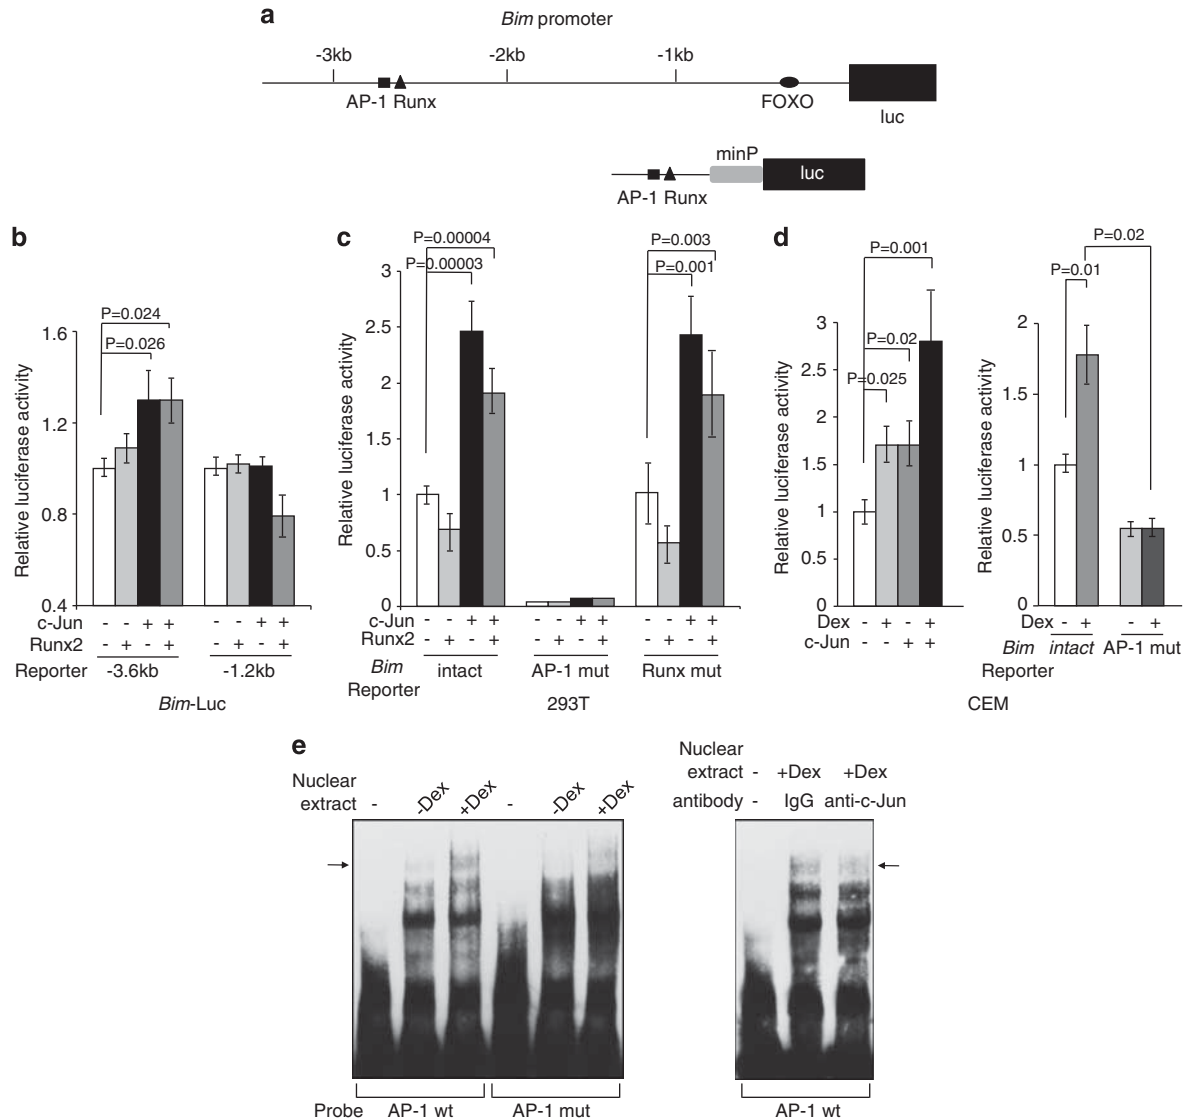 a
Bim promoter
-3kb -2kb -1kb
AP-1 Runx FOXO
luc
minP
luc
AP-1 Runx
b
P=0.024
P=0.026
Relative luciferase activity
1.6
1.2
0.8
0.4
c-Jun - - + + - - + +
Runx2 - + - + - + - +
Reporter -3.6kb -1.2kb
Bim-Luc
c
P=0.00004
P=0.00003
P=0.003
P=0.001
Relative luciferase activity
3
2.5
2
1.5
1
0.5
0
c-Jun - - + + - - + + - - + +
Runx2 - + - + - + - + - + - +
Bim
Reporter
intact AP-1 mut Runx mut
293T
d
P=0.001
P=0.02
P=0.025
Relative luciferase activity
3
2.5
2
1.5
1
0.5
0
Dex - + - +
c-Jun - - + +
P=0.02
P=0.01
Relative luciferase activity
2
1.5
1
0.5
0
Dex - + - +
Bim intact AP-1 mut
Reporter
CEM
e
Nuclear
extract - -Dex +Dex - -Dex +Dex
Probe AP-1 wt AP-1 mut
Nuclear
extract - +Dex +Dex
antibody - IgG anti-c-Jun
AP-1 wt